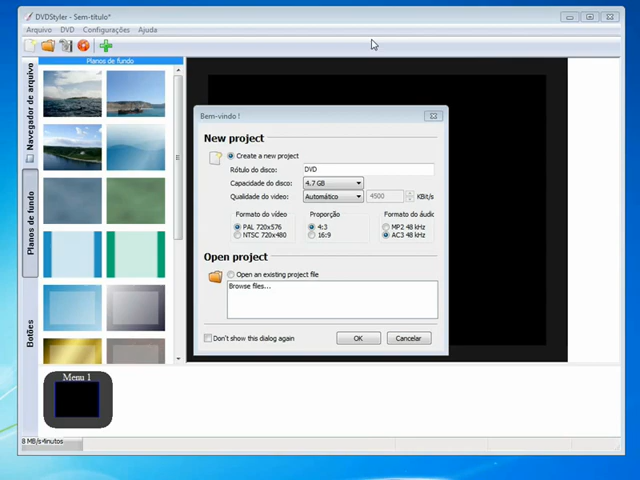 DVDStyler - Sem-título*
Arquivo DVD Configurações Ajuda
Planos de fundo
Navegador de arquivo
Planos de fundo
Botões
Bem-vindo !
New project
Create a new project
Rótulo do disco: DVD
Capacidade do disco: 4.7 GB
Qualidade do video: Automático 4500 KBit/s
Formato do vídeo Proporção Formato do áudic
PAL 720x576 4:3 MP2 48 kHz
NTSC 720x480 16:9 AC3 48 kHz
Open project
Open an existing project file
Browse files...
Don't show this dialog again OK Cancelar
Menu 1